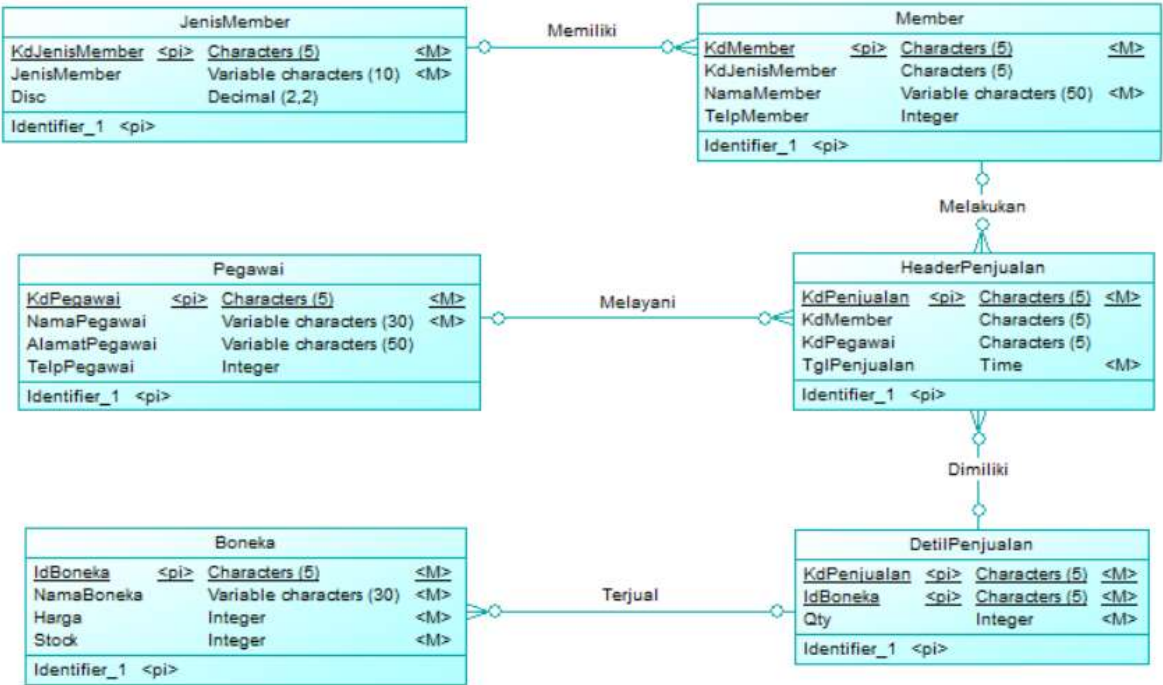 JenisMember
KdJenisMember <pi> Characters (5) <M>
JenisMember Variable characters (10) <M>
Disc Decimal (2,2)
Identifier_1 <pi>
Memiliki
Member
KdMember <pi> Characters (5) <M>
KdJenisMember Characters (5)
NamaMember Variable characters (50) <M>
TelpMember Integer
Identifier_1 <pi>
Melakukan
Pegawai
KdPegawai <pi> Characters (5) <M>
NamaPegawai Variable characters (30) <M>
AlamatPegawai Variable characters (50)
TelpPegawai Integer
Identifier_1 <pi>
Melayani
HeaderPenjualan
KdPenjualan <pi> Characters (5) <M>
KdMember Characters (5)
KdPegawai Characters (5)
TglPenjualan Time <M>
Identifier_1 <pi>
Dimiliki
Boneka
IdBoneka <pi> Characters (5) <M>
NamaBoneka Variable characters (30) <M>
Harga Integer <M>
Stock Integer <M>
Identifier_1 <pi>
Terjual
DetilPenjualan
KdPenjualan <pi> Characters (5) <M>
IdBoneka <pi> Characters (5) <M>
Qty Integer <M>
Identifier_1 <pi>